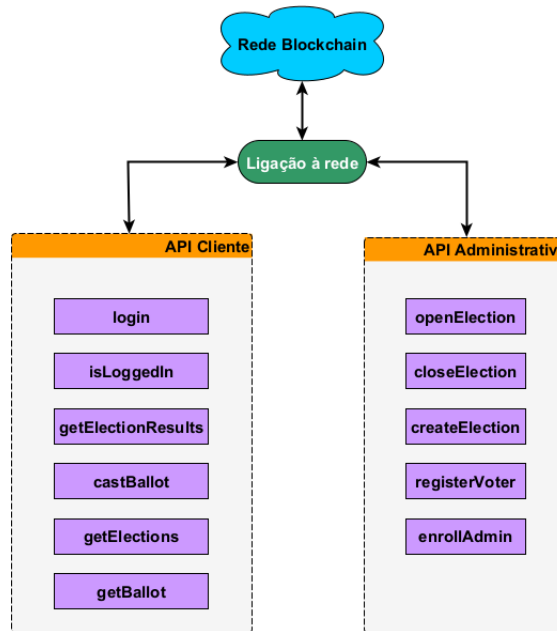 Rede Blockchain
Ligação à rede
API Cliente
login
isLoggedIn
getElectionResults
castBallot
getElections
getBallot
API Administrativ
openElection
closeElection
createElection
registerVoter
enrollAdmin